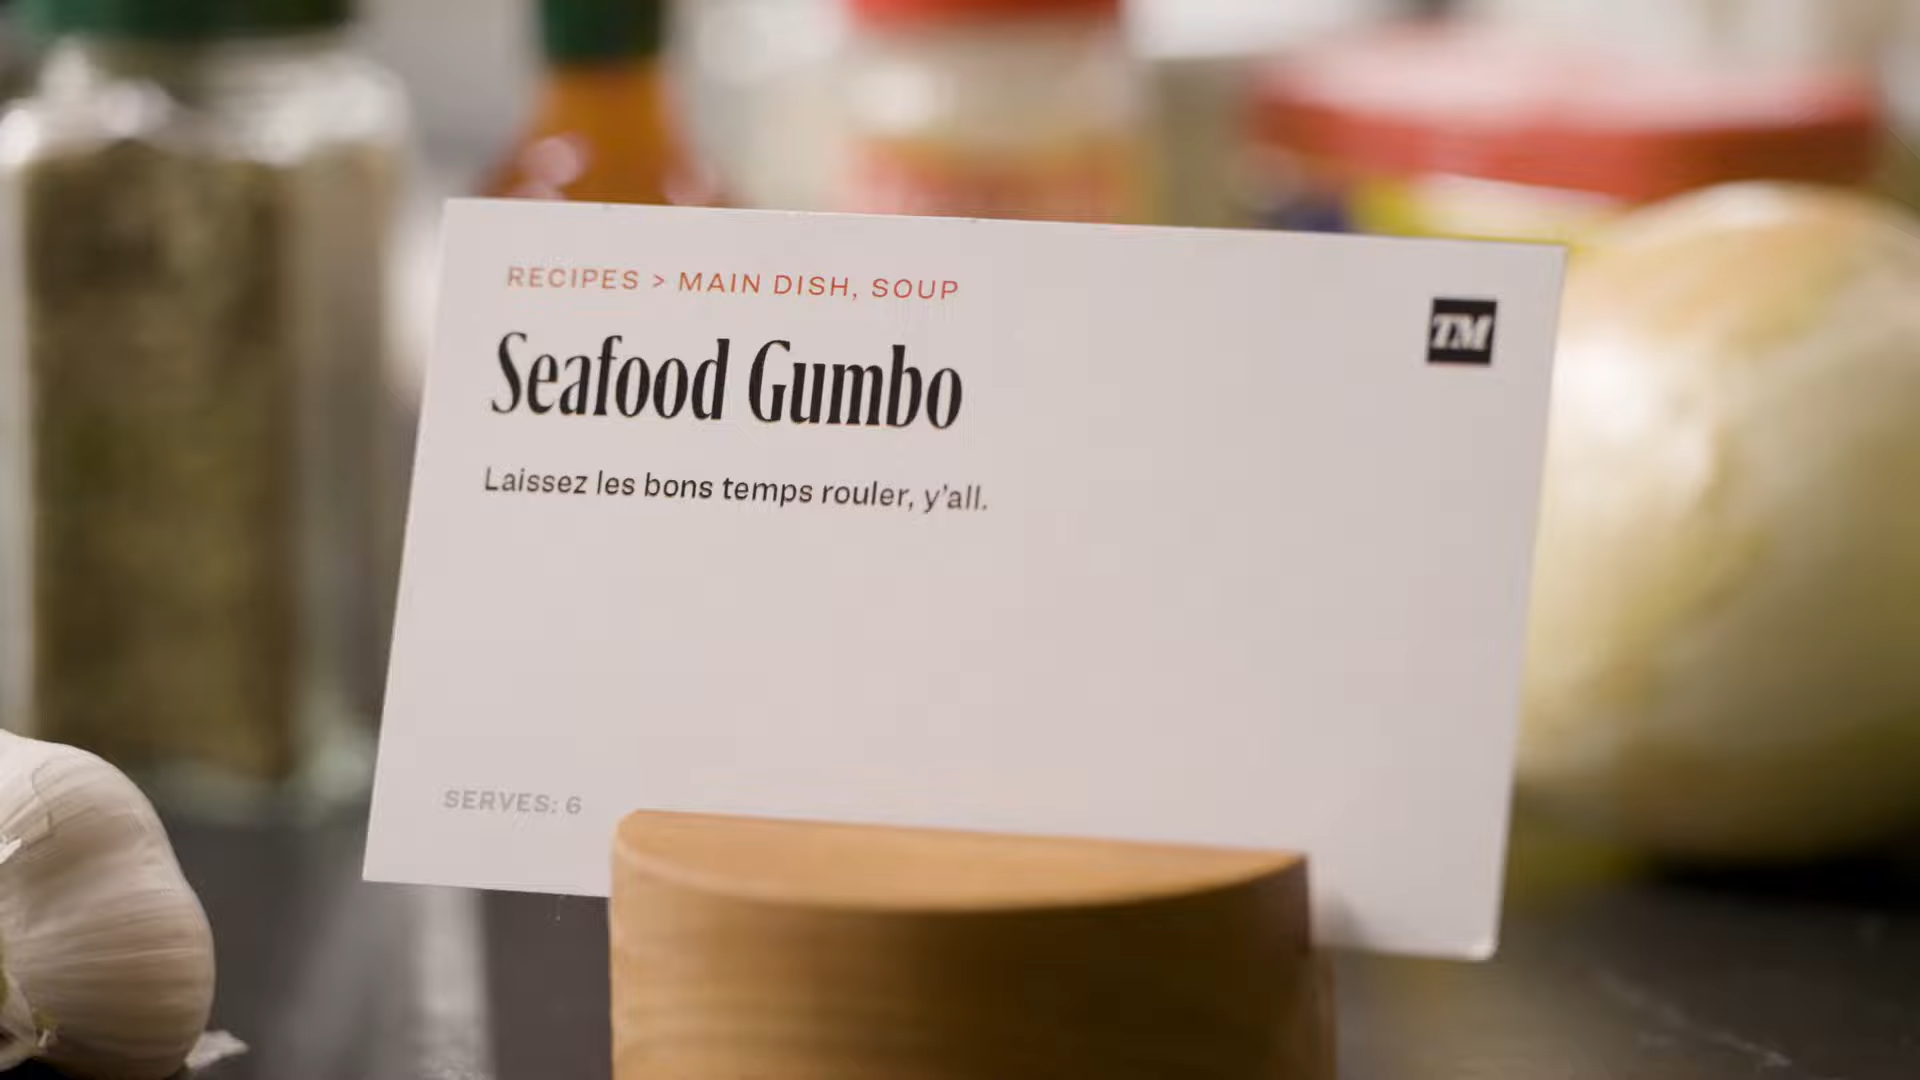 RECIPES > MAIN DISH, SOUP
TM
Seafood Gumbo
Laissez les bons temps rouler, y'all.
SERVES: 6